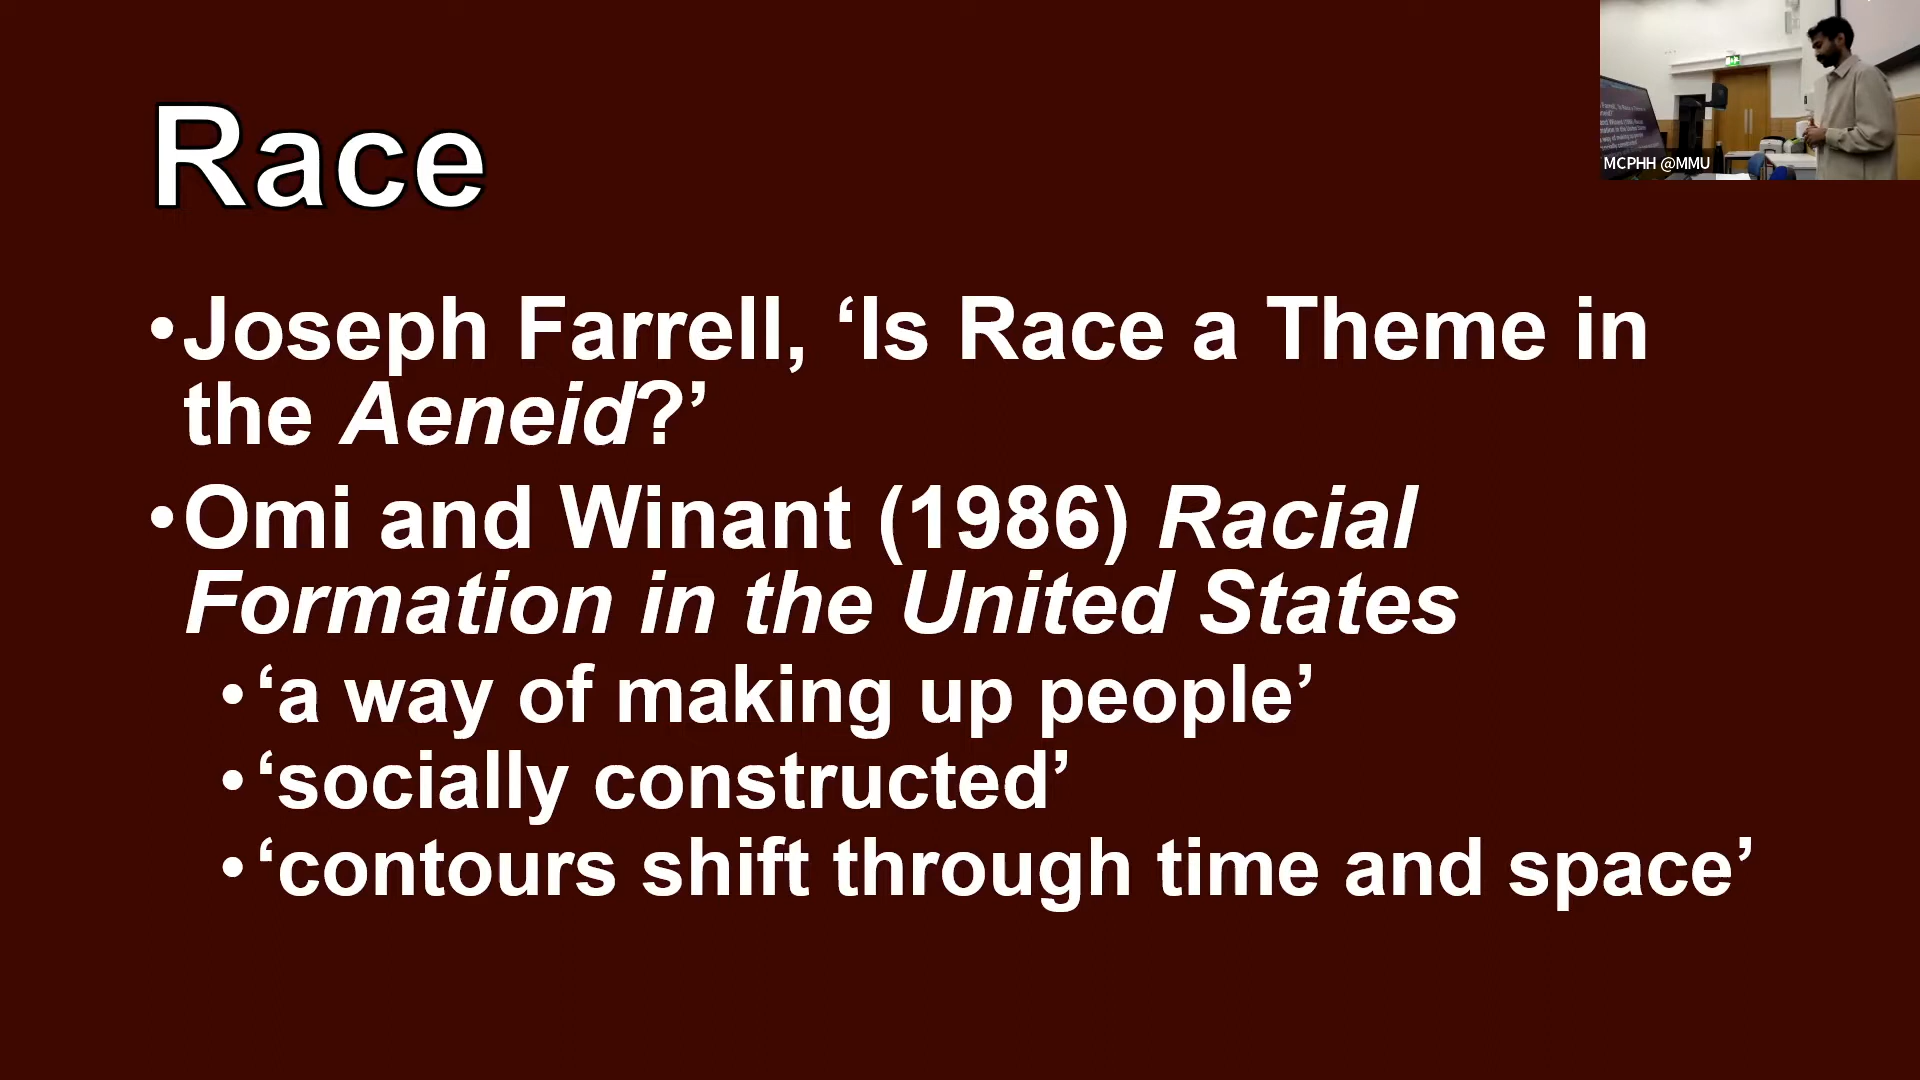 Race
•Joseph Farrell, ‘Is Race a Theme in
the Aeneid?’
•Omi and Winant (1986) Racial
Formation in the United States
•‘a way of making up people’
•‘socially constructed’
•‘contours shift through time and space’
MCPHH @MMU